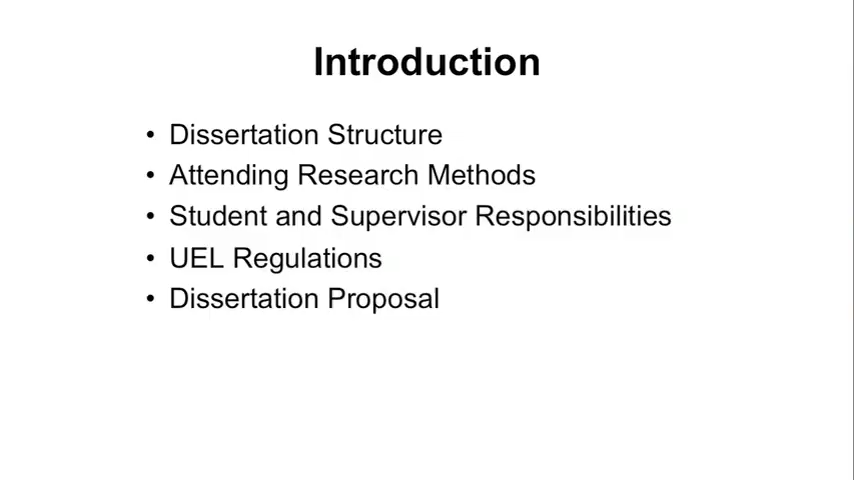 Introduction
• Dissertation Structure
• Attending Research Methods
• Student and Supervisor Responsibilities
• UEL Regulations
• Dissertation Proposal